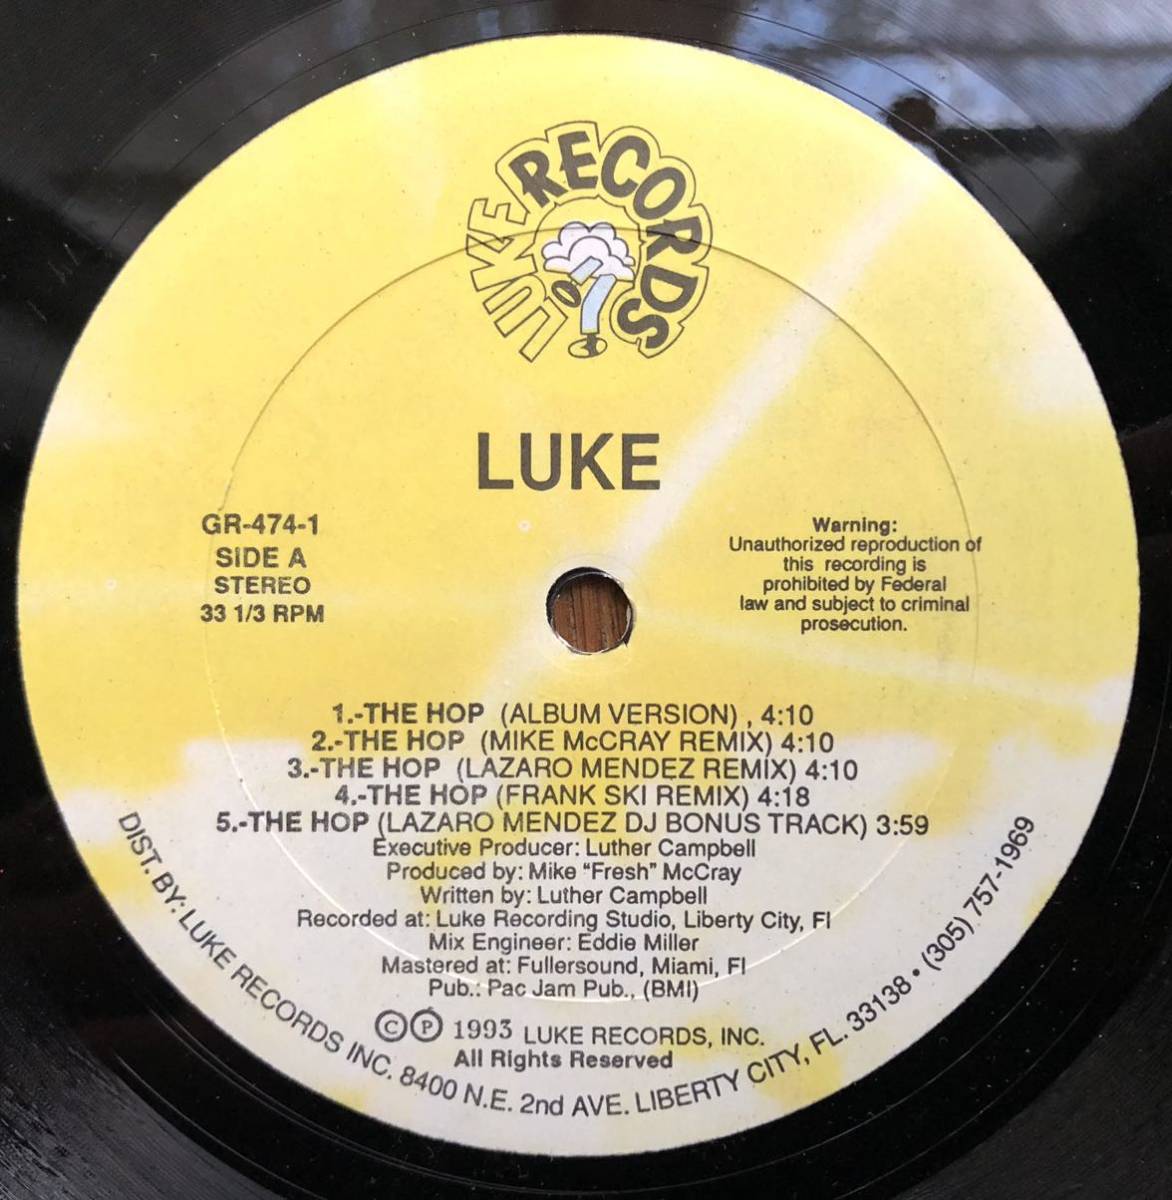 LUKE RECORDS
LUKE
GR-474-1
SIDE A
STEREO
33 1/3 RPM
Warning:
Unauthorized reproduction of
this recording is
prohibited by Federal
law and subject to criminal
prosecution.
1.-THE HOP (ALBUM VERSION) , 4:10
2.-THE HOP (MIKE McCRAY REMIX) 4:10
3.-THE HOP (LAZARO MENDEZ REMIX) 4:10
4.-THE HOP (FRANK SKI REMIX) 4:18
5.-THE HOP (LAZARO MENDEZ DJ BONUS TRACK) 3:59
Executive Producer: Luther Campbell
Produced by: Mike “Fresh” McCray
Written by: Luther Campbell
Recorded at: Luke Recording Studio, Liberty City, Fl
Mix Engineer: Eddie Miller
Mastered at: Fullersound, Miami, Fl
Pub.: Pac Jam Pub., (BMI)
© ℗ 1993 LUKE RECORDS, INC.
All Rights Reserved
DIST. BY: LUKE RECORDS INC. 8400 N.E. 2nd AVE. LIBERTY CITY, FL. 33138 • (305) 757-1969